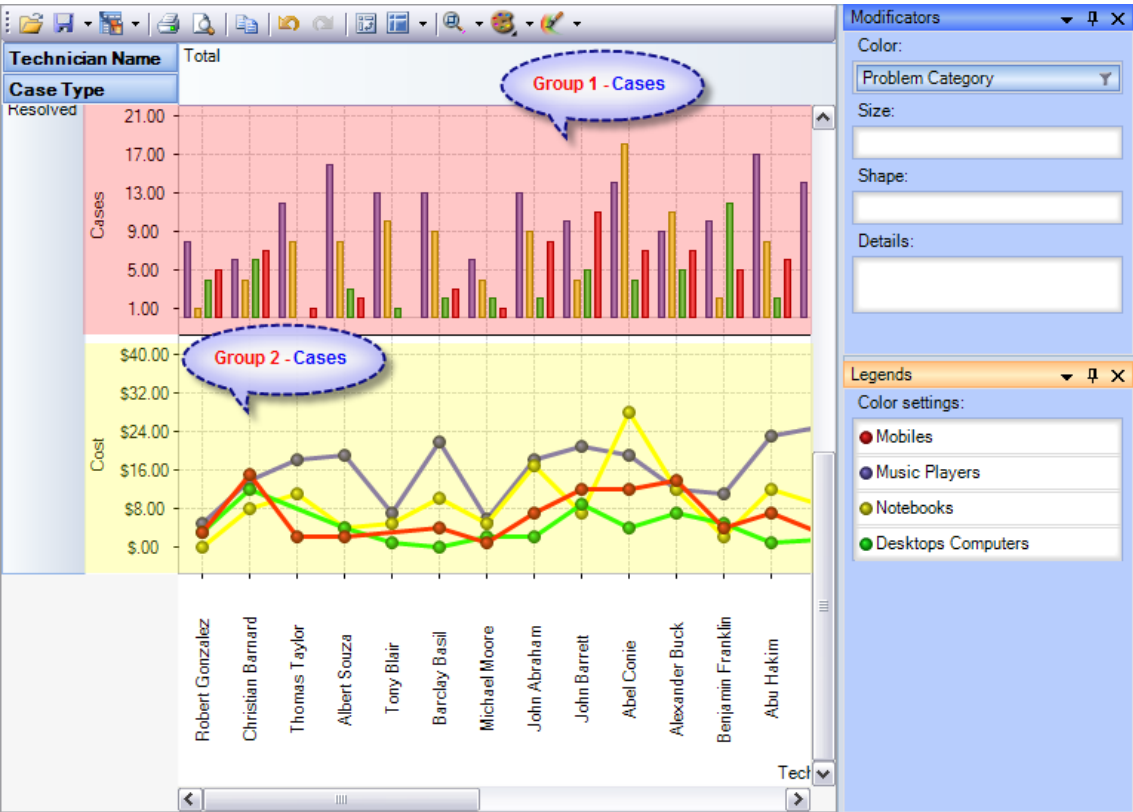 Modificators
Technician Name
Total
Case Type
Resolved
Color:
Problem Category
Size:
Shape:
Details:
Group 1 - Cases
21.00
17.00
13.00
9.00
5.00
1.00
Cases
Group 2 - Cases
$40.00
$32.00
$24.00
$16.00
$8.00
$.00
Cost
Legends
Color settings:
Mobiles
Music Players
Notebooks
Desktops Computers
Robert Gonzalez
Christian Barnard
Thomas Taylor
Albert Souza
Tony Blair
Barclay Basil
Michael Moore
John Abraham
John Barrett
Abel Conie
Alexander Buck
Benjamin Franklin
Abu Hakim
Tech